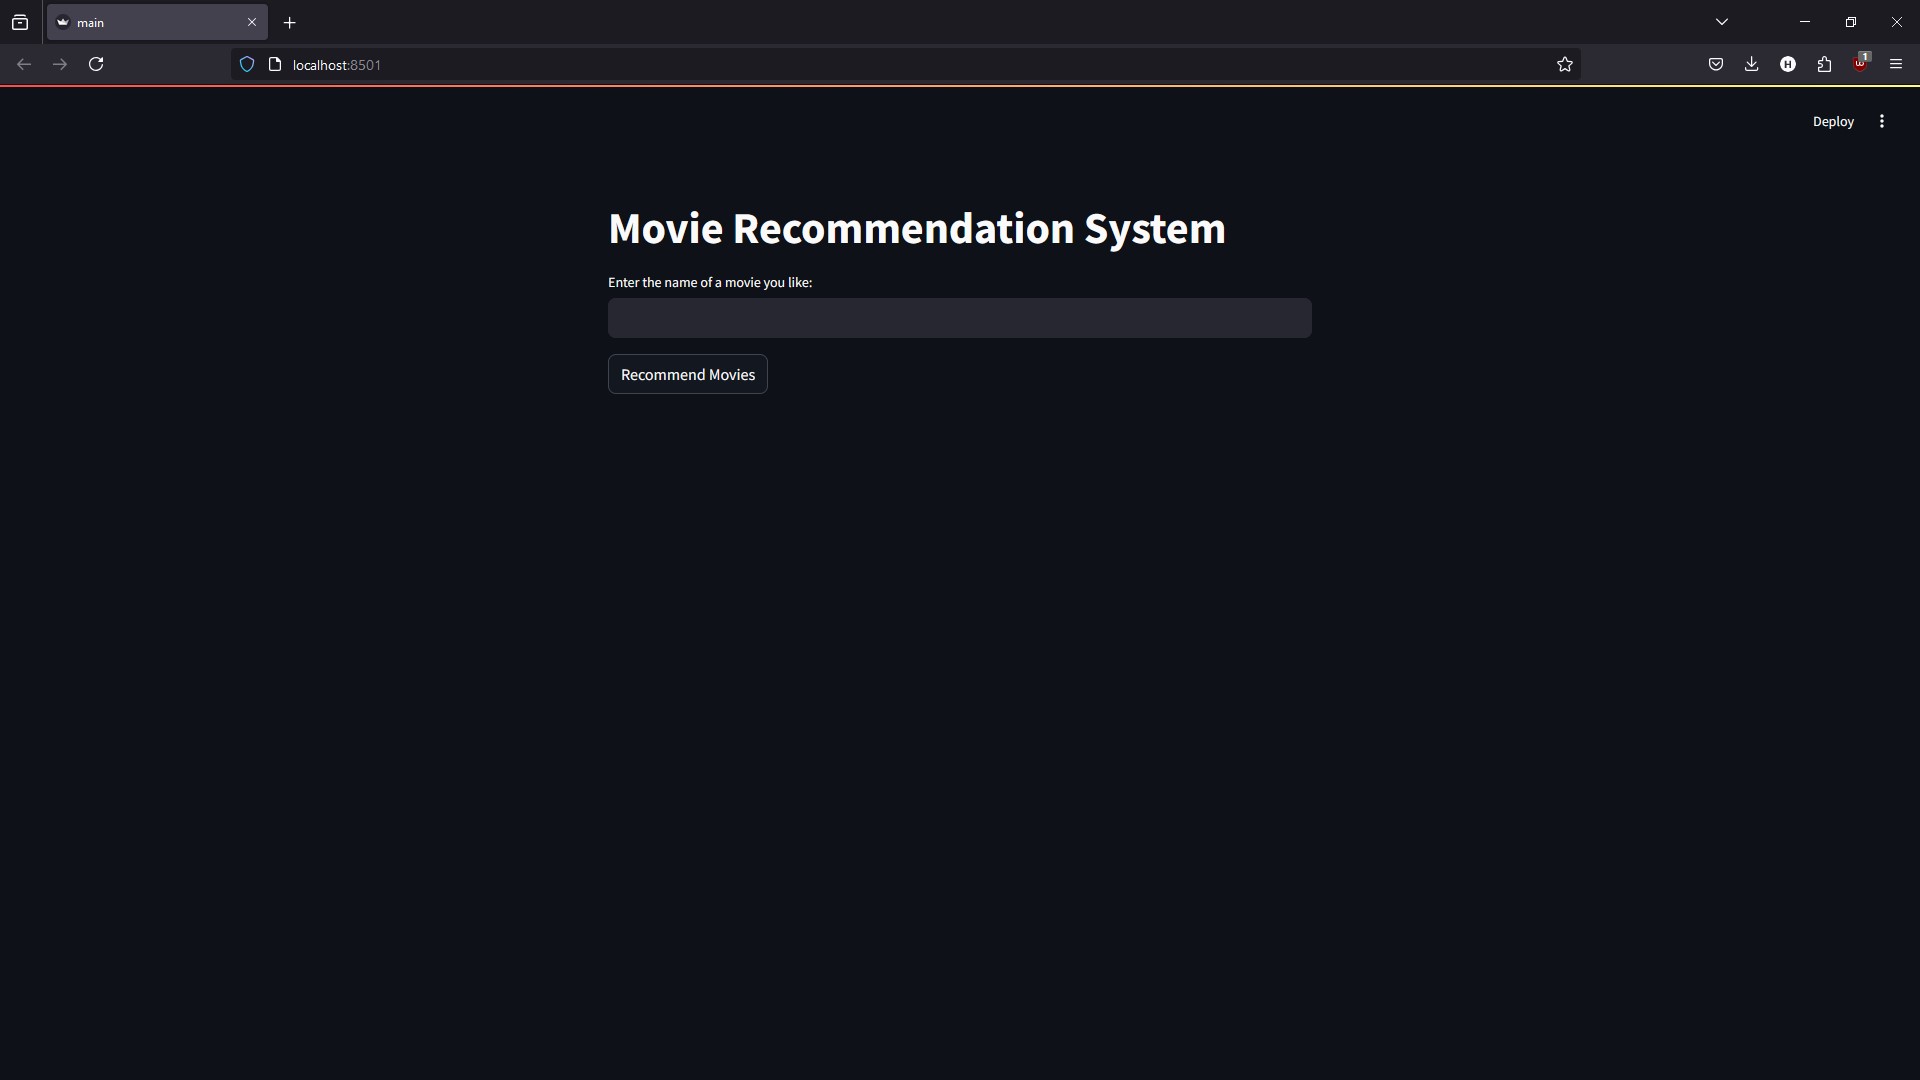 main
localhost:8501
H
1
Deploy
Movie Recommendation System
Enter the name of a movie you like:
Recommend Movies